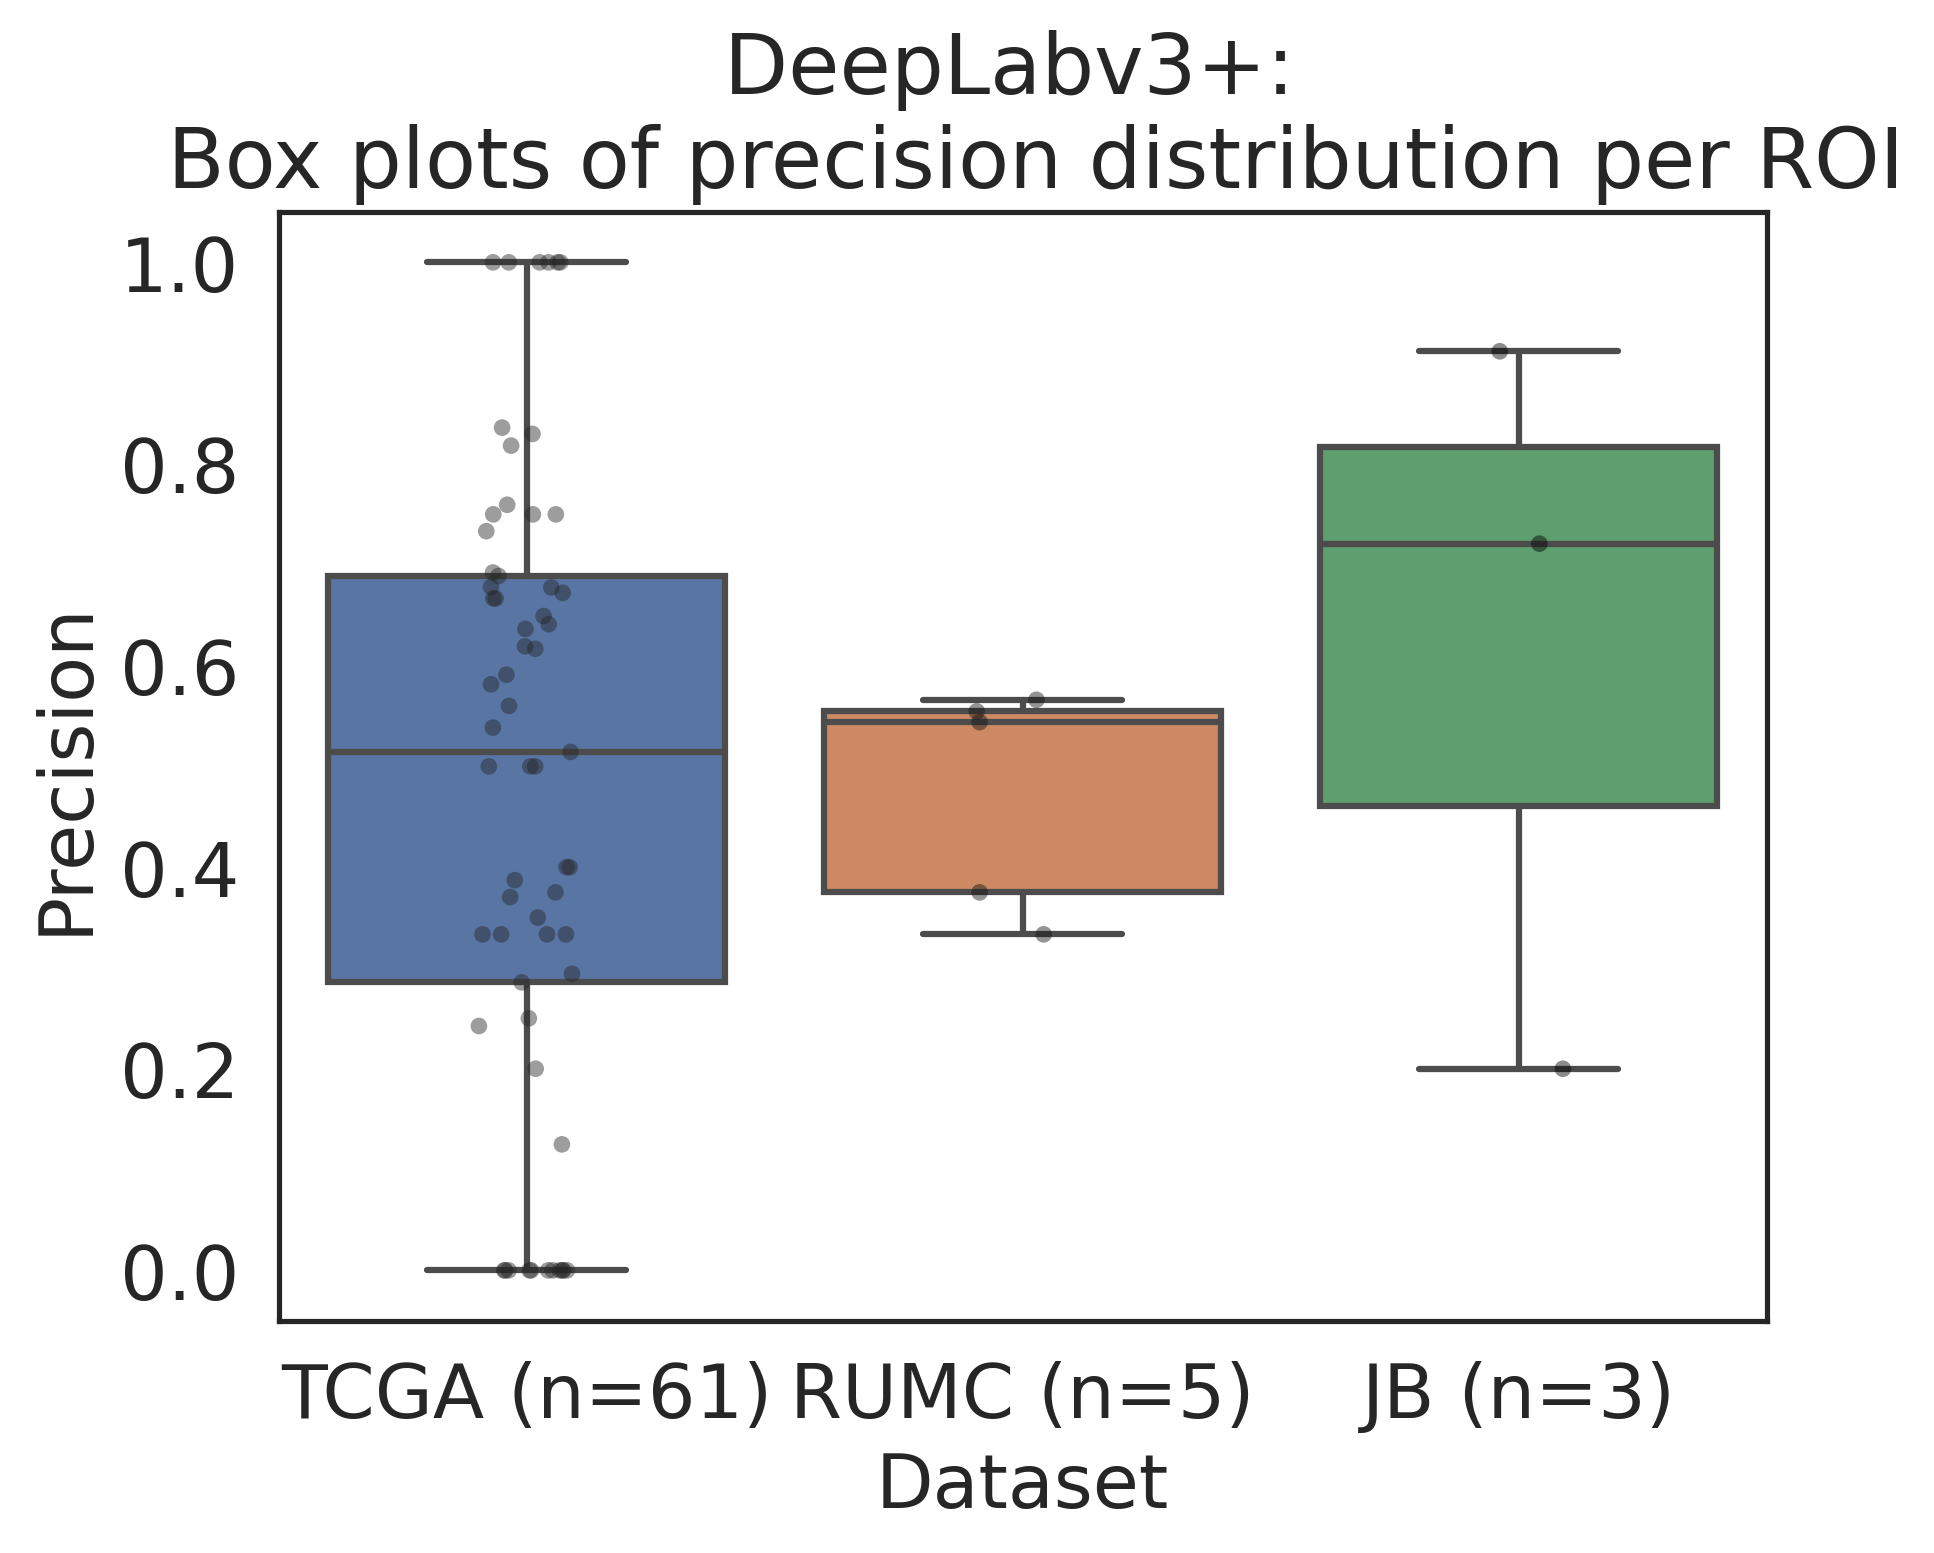 DeepLabv3+:
Box plots of precision distribution per ROI
1.0
0.8
0.6
0.4
0.2
0.0
Precision
TCGA (n=61) RUMC (n=5) JB (n=3)
Dataset